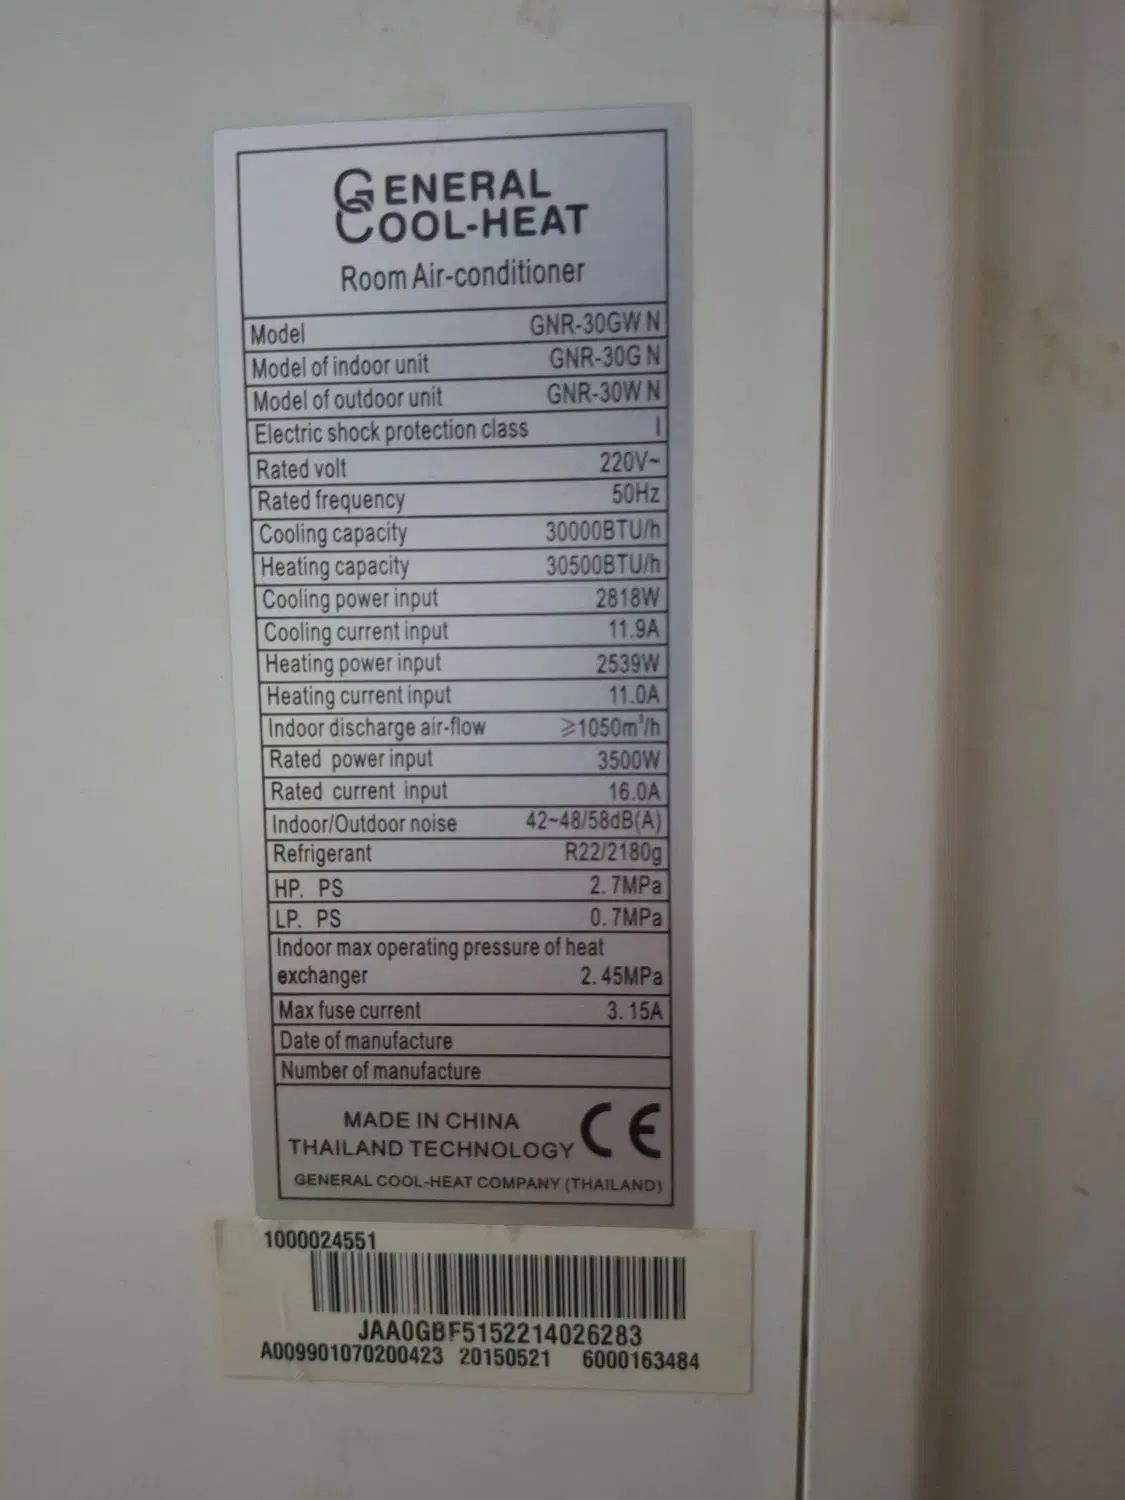 GENERAL
COOL-HEAT
Room Air-conditioner
Model GNR-30GW N
Model of indoor unit GNR-30G N
Model of outdoor unit GNR-30W N
Electric shock protection class I
Rated volt 220V~
Rated frequency 50Hz
Cooling capacity 30000BTU/h
Heating capacity 30500BTU/h
Cooling power input 2818W
Cooling current input 11.9A
Heating power input 2539W
Heating current input 11.0A
Indoor discharge air-flow ≥1050m³/h
Rated power input 3500W
Rated current input 16.0A
Indoor/Outdoor noise 42~48/58dB(A)
Refrigerant R22/2180g
HP. PS 2.7MPa
LP. PS 0.7MPa
Indoor max operating pressure of heat
exchanger 2.45MPa
Max fuse current 3.15A
Date of manufacture
Number of manufacture
MADE IN CHINA
THAILAND TECHNOLOGY CE
GENERAL COOL-HEAT COMPANY (THAILAND)
1000024551
JAA0GBF5152214026283
A009901070200423 20150521 6000163484